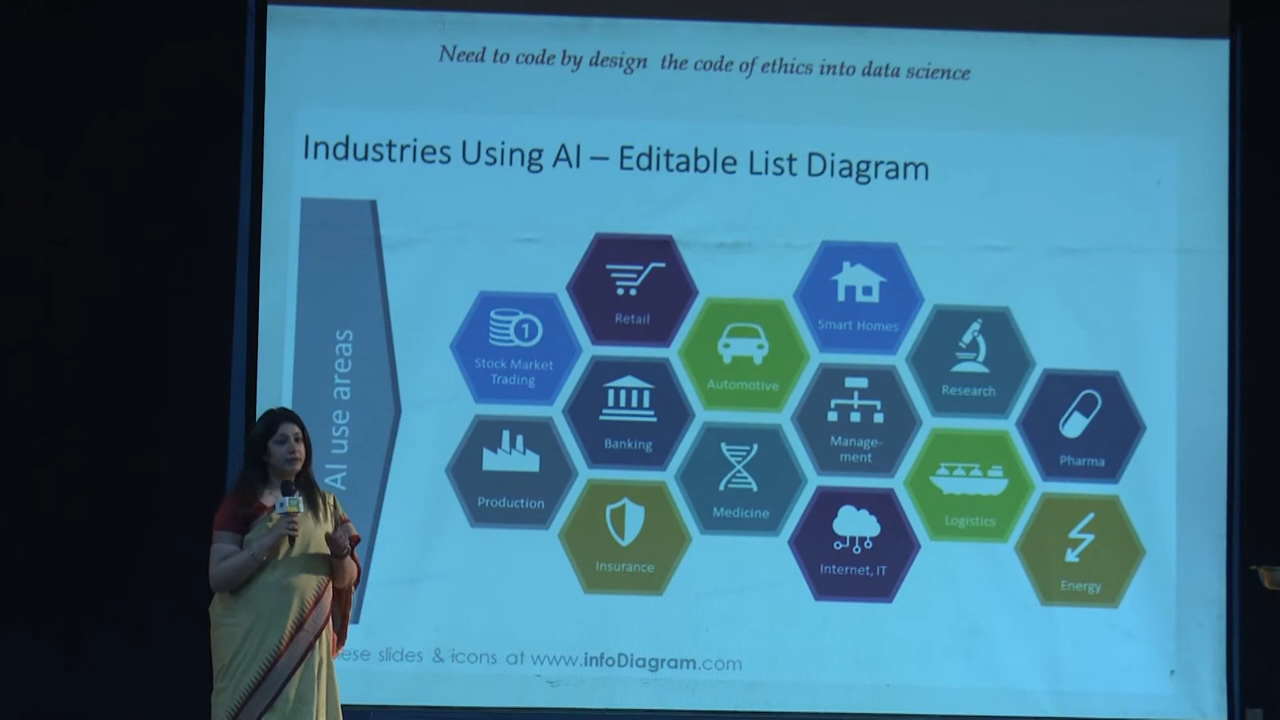 Need to code by design the code of ethics into data science
Industries Using AI – Editable List Diagram
AI use areas
Retail
Smart Homes
Stock Market
Trading
1
Automotive
Research
Banking
Manage-
ment
Pharma
Production
Medicine
Logistics
Insurance
Internet, IT
Energy
slides & icons at www.infoDiagram.com